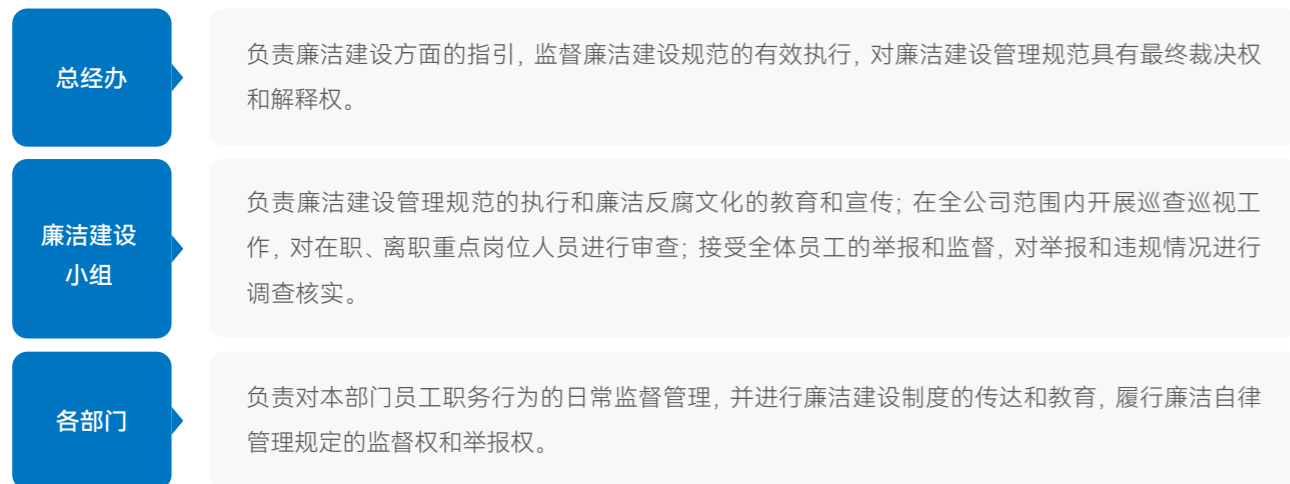 总经办
负责廉洁建设方面的指引, 监督廉洁建设规范的有效执行, 对廉洁建设管理规范具有最终裁决权
和解释权。
廉洁建设
小组
负责廉洁建设管理规范的执行和廉洁反腐文化的教育和宣传; 在全公司范围内开展巡查巡视工
作, 对在职、离职重点岗位人员进行审查; 接受全体员工的举报和监督, 对举报和违规情况进行
调查核实。
各部门
负责对本部门员工职务行为的日常监督管理, 并进行廉洁建设制度的传达和教育, 履行廉洁自律
管理规定的监督权和举报权。